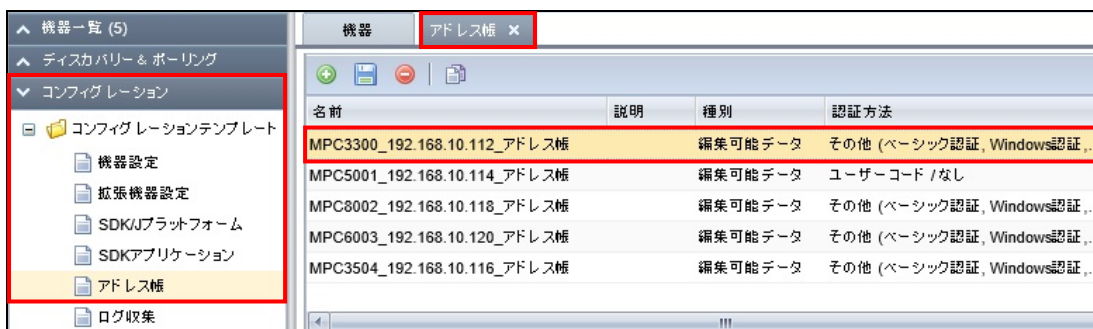 機器一覧 (5)
ディスカバリー & ポーリング
コンフィグレーション
コンフィグレーションテンプレート
機器設定
拡張機器設定
SDK/Jプラットフォーム
SDKアプリケーション
アドレス帳
ログ収集
機器 アドレス帳
名前 説明 種別 認証方法
MPC3300_192.168.10.112_アドレス帳 編集可能データ その他 (ベーシック認証, Windows認証,...
MPC5001_192.168.10.114_アドレス帳 編集可能データ ユーザーコード / なし
MPC8002_192.168.10.118_アドレス帳 編集可能データ その他 (ベーシック認証, Windows認証,...
MPC6003_192.168.10.120_アドレス帳 編集可能データ その他 (ベーシック認証, Windows認証,...
MPC3504_192.168.10.116_アドレス帳 編集可能データ その他 (ベーシック認証, Windows認証,...